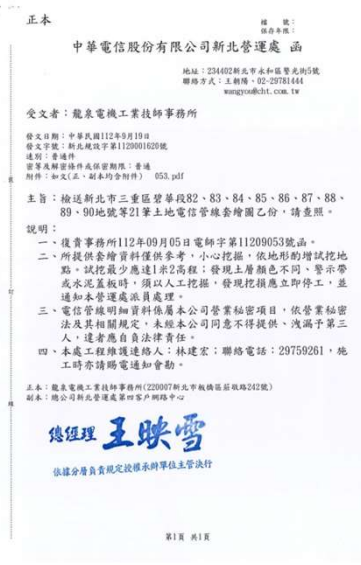 正本
檔　　號：
保存年限：
中華電信股份有限公司新北營運處 函
地址：234402新北市永和區警光街5號
聯絡方式：王朝陽，02-29781444
wangyou@cht.com.tw
受文者：龍泉電機工業技師事務所
發文日期：中華民國112年9月19日
發文字號：新北規設字第1120001620號
速別：普通件
密等及解密條件或保密期限：普通
附件：如文(正、副本均含附件) 053.pdf
主旨：檢送新北市三重區碧華段82、83、84、85、86、87、88、
89、90地號等21筆土地電信管線套繪圖乙份，請查照。
說明：
一、復貴事務所112年09月05日電師字第11209053號函。
二、所提供套繪資料僅供參考，小心挖掘，依地形酌增試挖地
點。試挖最少應達1米2高程；發現土層顏色不同、警示帶
或水泥蓋板時，須以人工挖掘，發現挖損應立即停工，並
通知本營運處派員處理。
三、電信管線明細資料係屬本公司營業秘密項目，依營業秘密
法及其相關規定，未經本公司同意不得提供、洩漏予第三
人，違者應自負法律責任。
四、本處工程維護連絡人：林建宏；聯絡電話：29759261，施
工時亦請賜電通知會勘。
正本：龍泉電機工業技師事務所(220007新北市板橋區莊敬路242號)
副本：總公司新北營運處第四客戶網路中心
裝
訂
線
總經理 王映雪
依據分層負責規定授權承辦單位主管決行
第1頁 共1頁